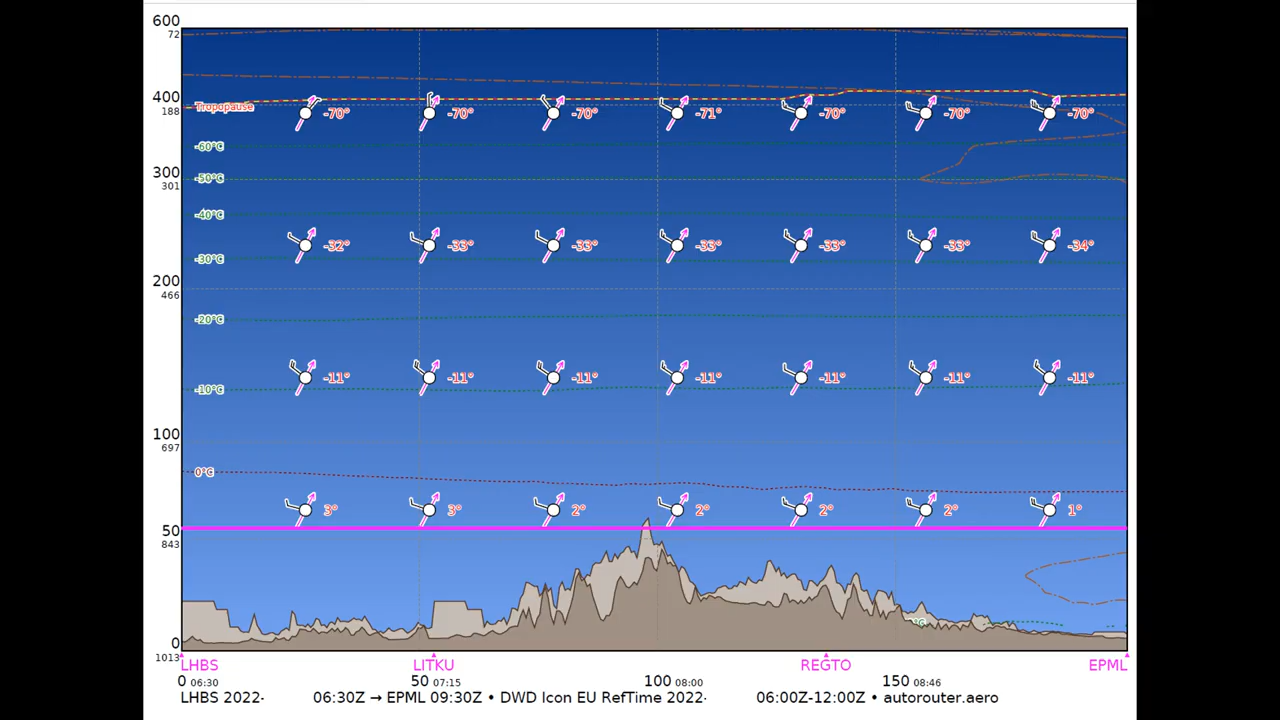 600
72
400
188
Tropopause
-70° -70° -70° -71° -70° -70° -70°
-60°C
300
301
-50°C
-40°C
-32° -33° -33° -33° -33° -33° -34°
-30°C
200
466
-20°C
-11° -11° -11° -11° -11° -11° -11°
-10°C
100
697
0°C
3° 3° 2° 2° 2° 2° 1°
50
843
0
1013
LHBS LITKU REGTO EPML
0 06:30 50 07:15 100 08:00 150 08:46
LHBS 2022- 06:30Z → EPML 09:30Z • DWD Icon EU RefTime 2022- 06:00Z-12:00Z • autorouter.aero